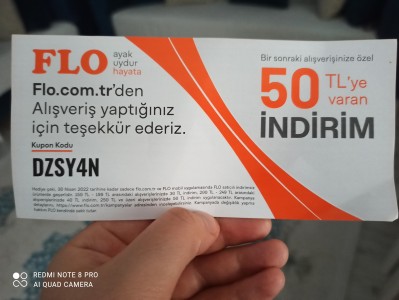 FLO
ayak
uydur
hayata
Flo.com.tr'den
Alışveriş yaptığınız
için teşekkür ederiz.
Kupon Kodu
DZSY4N
Bir sonraki alışverişinize özel
50 TL'ye
varan
İNDİRİM
REDMI NOTE 8 PRO
AI QUAD CAMERA